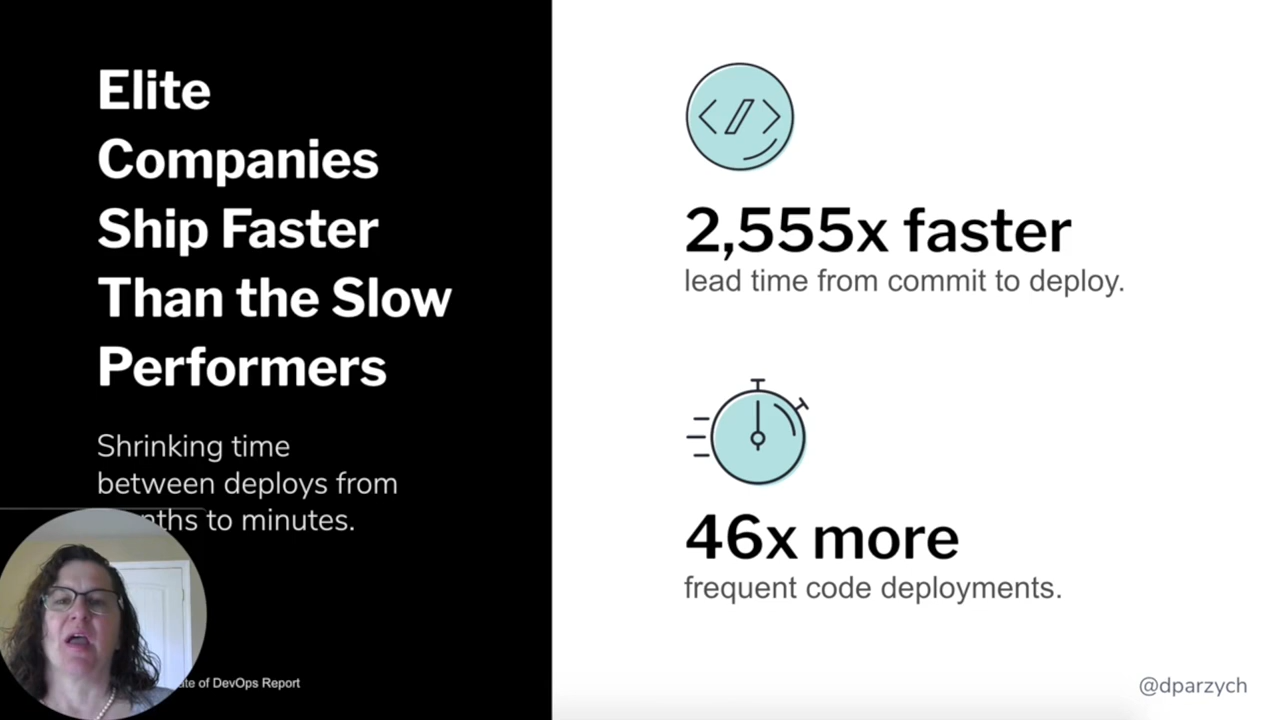 Elite
Companies
Ship Faster
Than the Slow
Performers
Shrinking time
between deploys from
to minutes.
of DevOps Report
</>
2,555x faster
lead time from commit to deploy.
46x more
frequent code deployments.
@dparzych